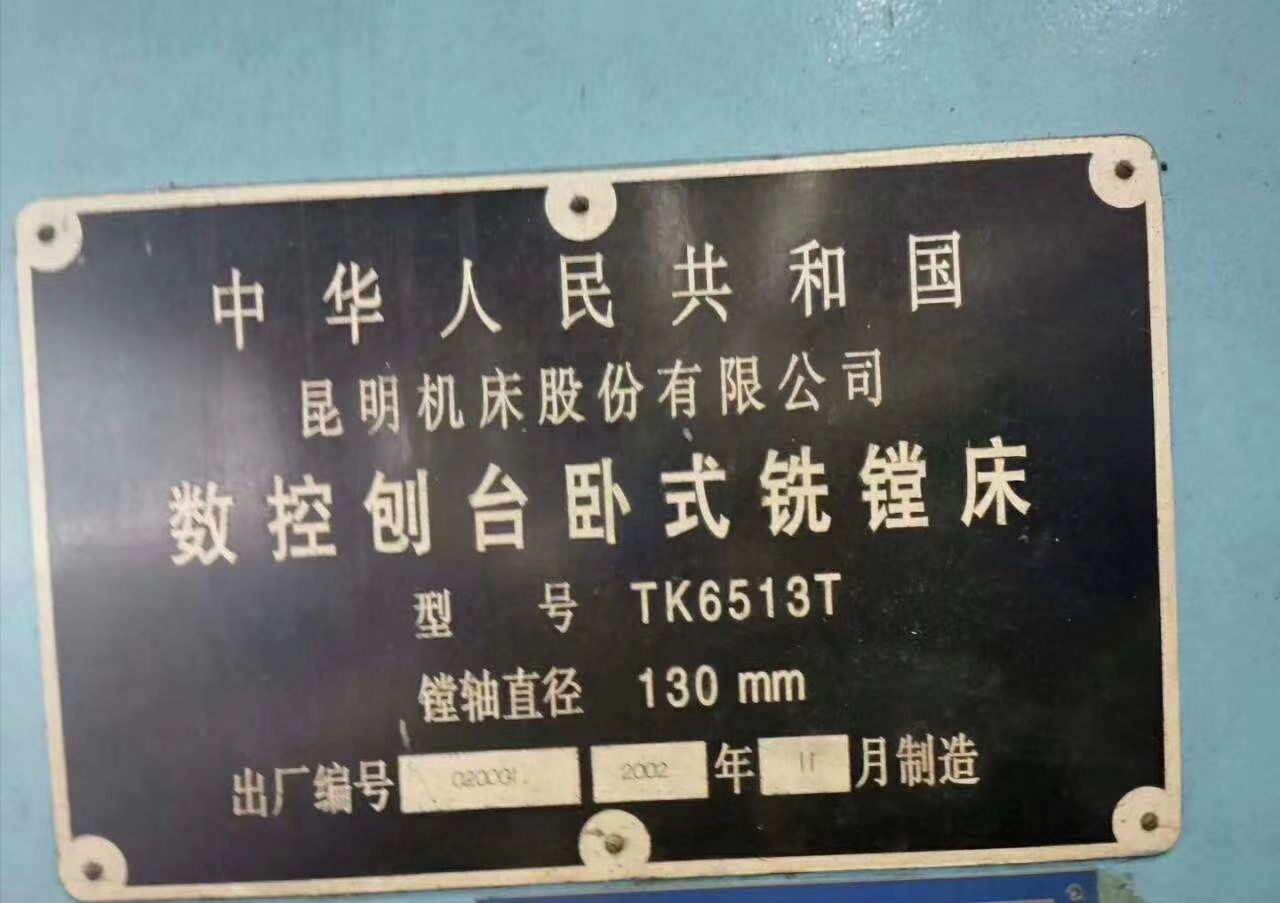 中华人民共和国
昆明机床股份有限公司
数控刨台卧式铣镗床
型号 TK6513T
镗轴直径 130 mm
出厂编号 020001 2002 年 11 月制造